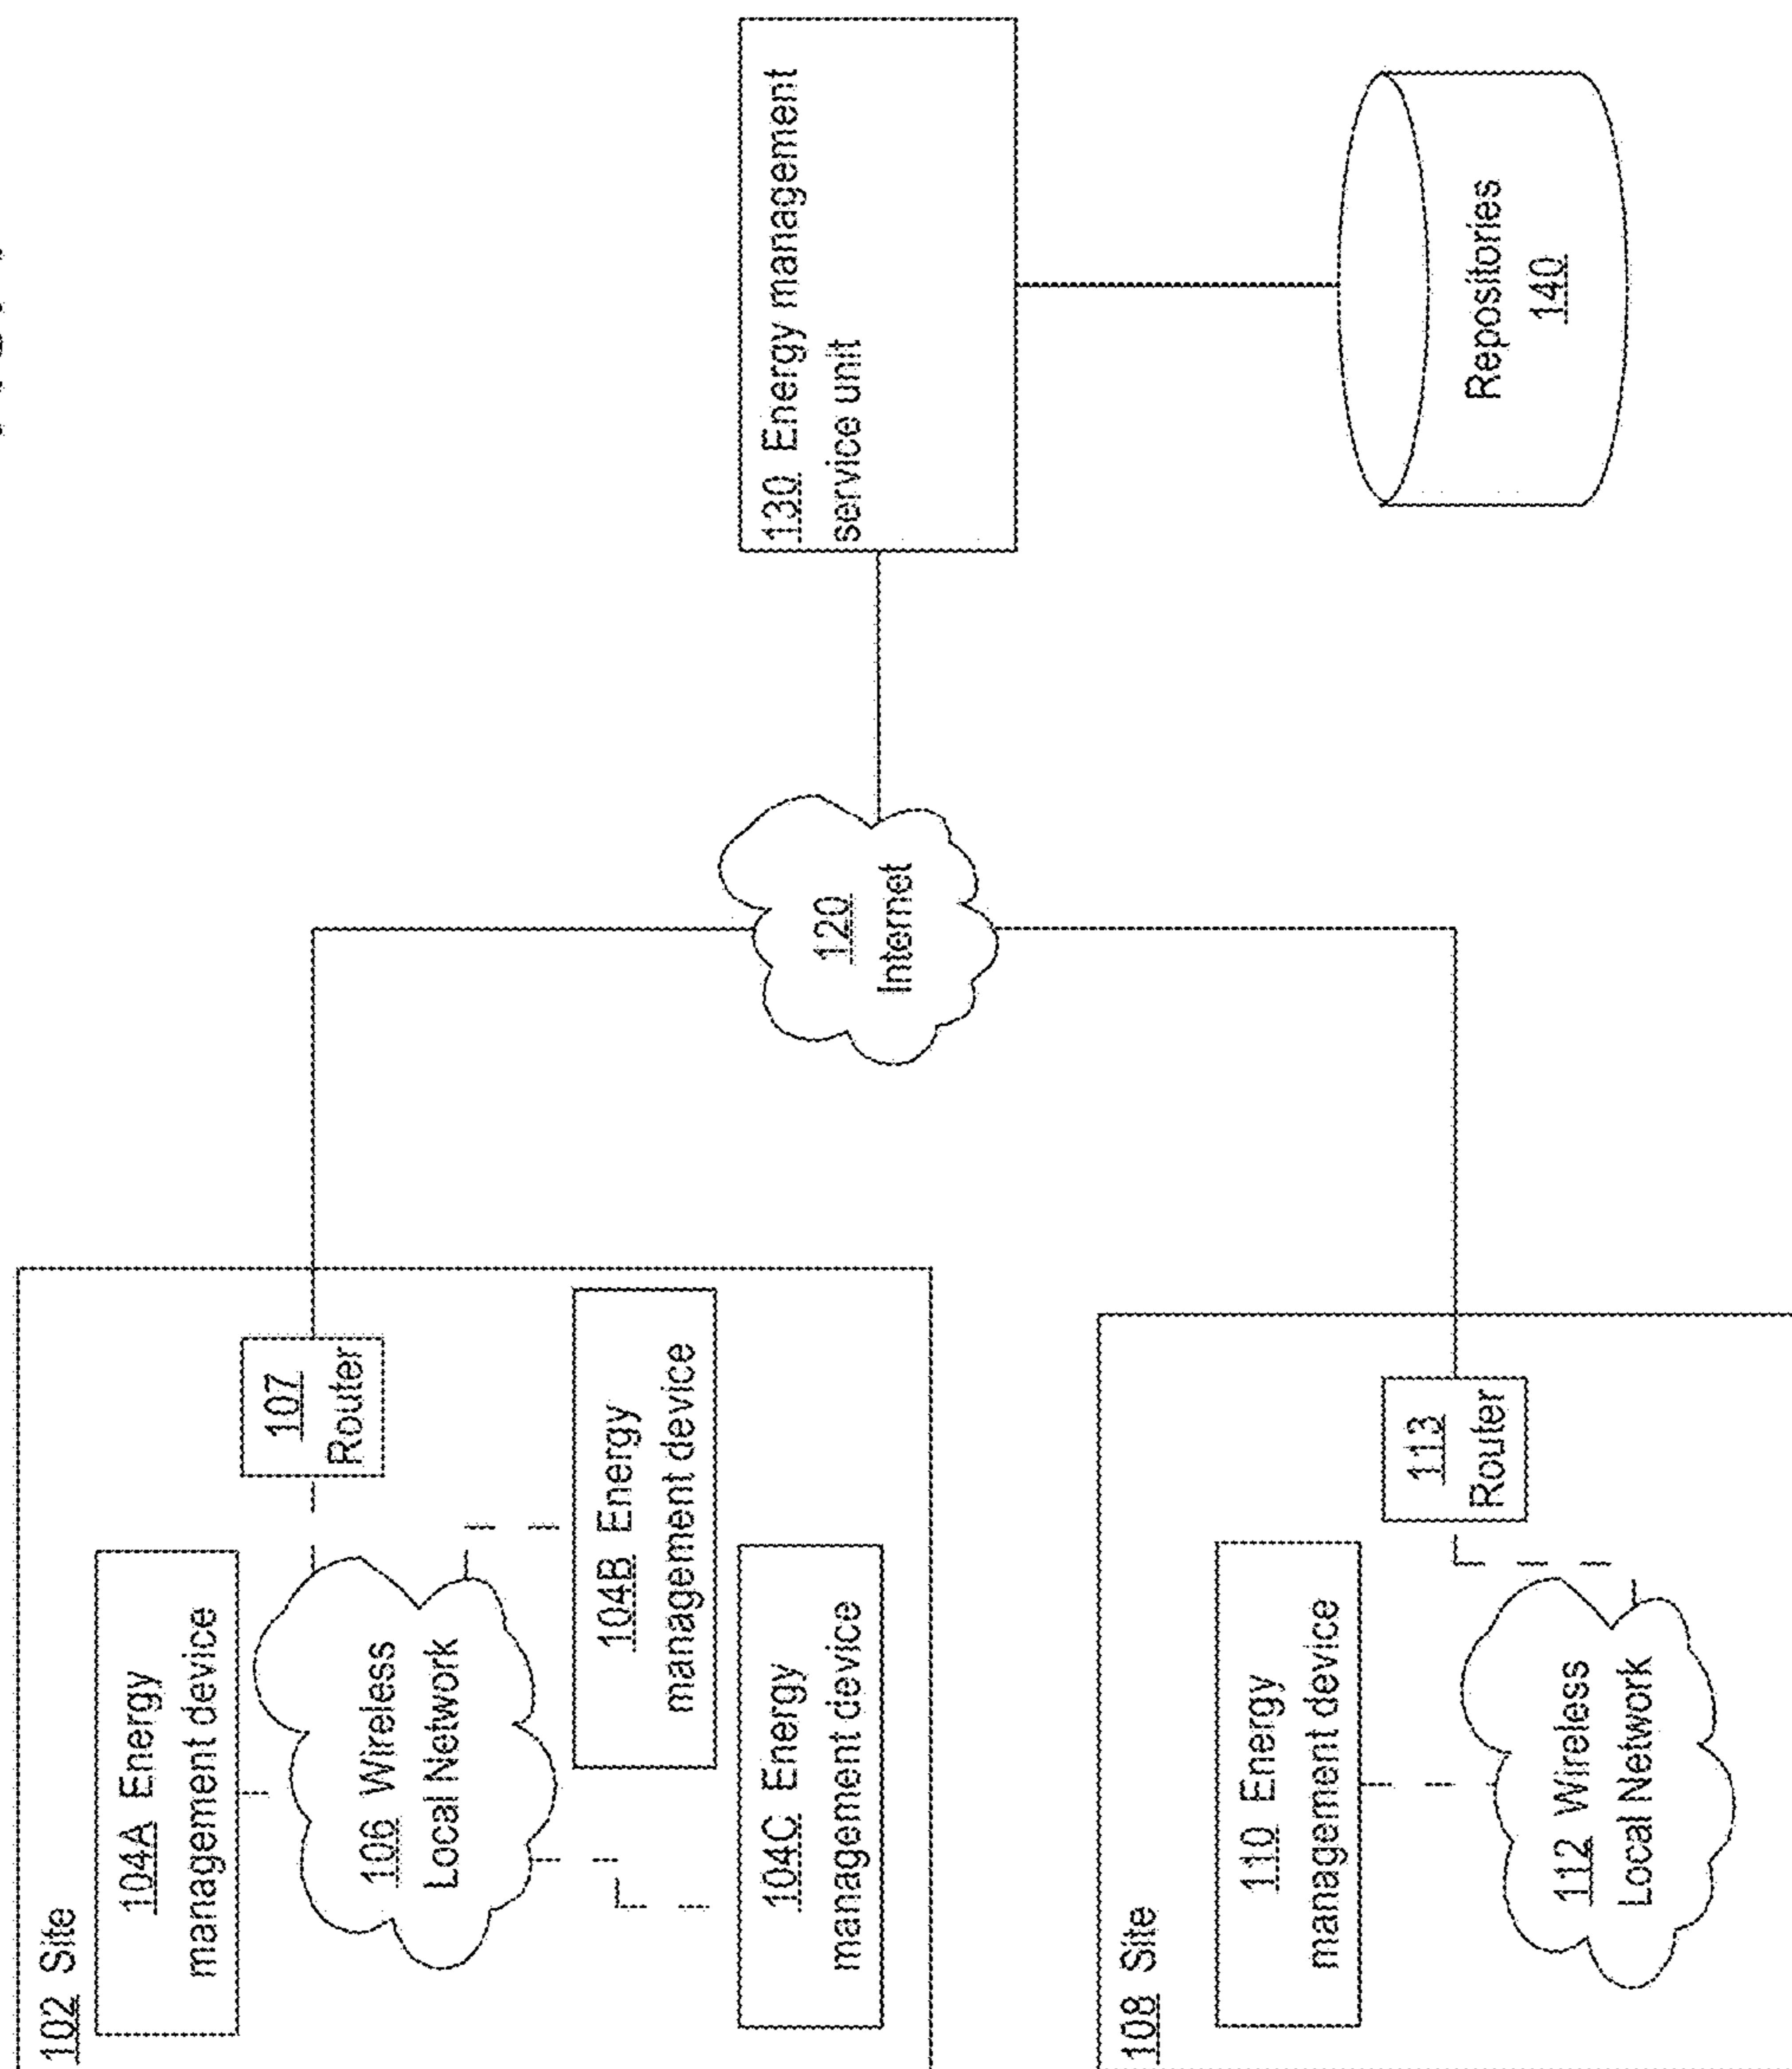 102 Site
104A Energy
management device
106 Wireless
Local Network
107
Router
104B Energy
management device
104C Energy
management device
108 Site
110 Energy
management device
112 Wireless
Local Network
113
Router
120
Internet
130 Energy management
service unit
Repositories
140